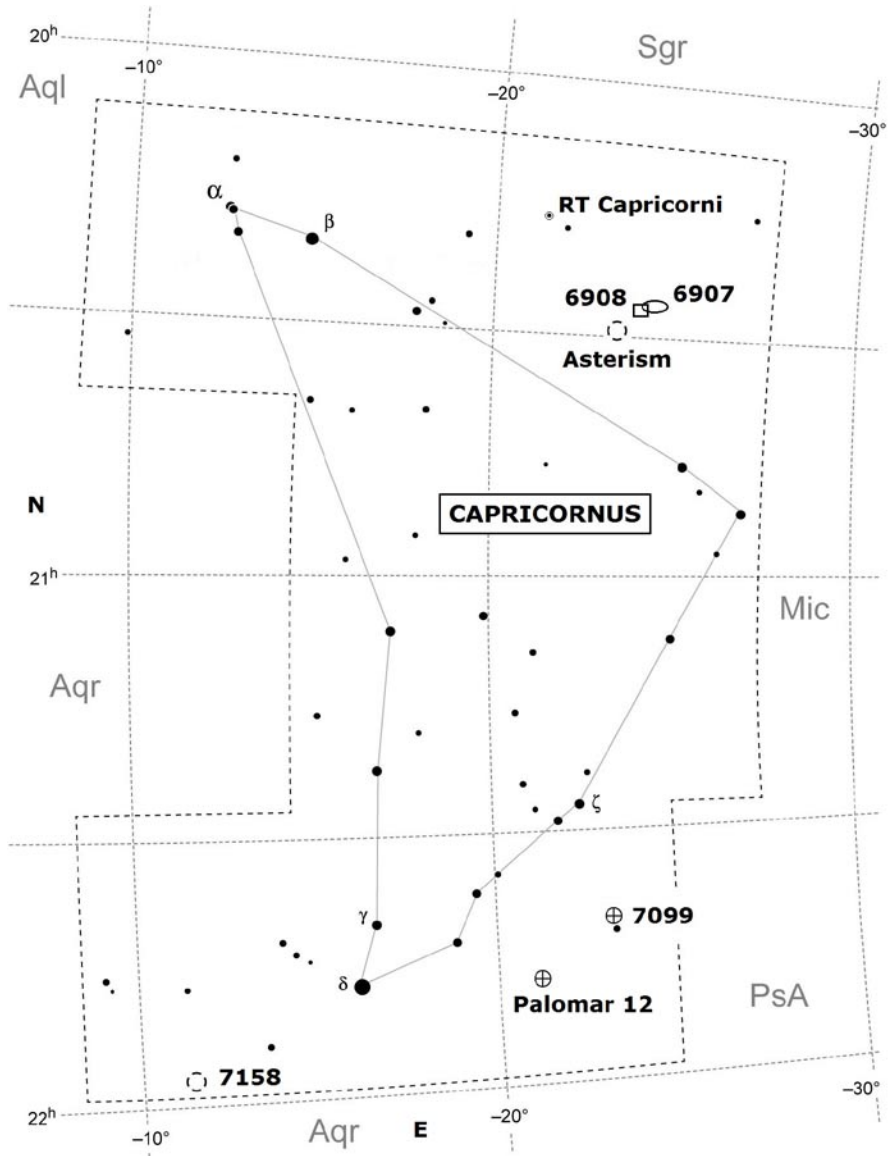 20h
Sgr
–10°
Aql
–20°
–30°
α
β
RT Capricorni
6908
6907
Asterism
N
CAPRICORNUS
21h
Mic
Aqr
ζ
γ
7099
δ
Palomar 12
PsA
7158
22h
–30°
–20°
Aqr
E
–10°